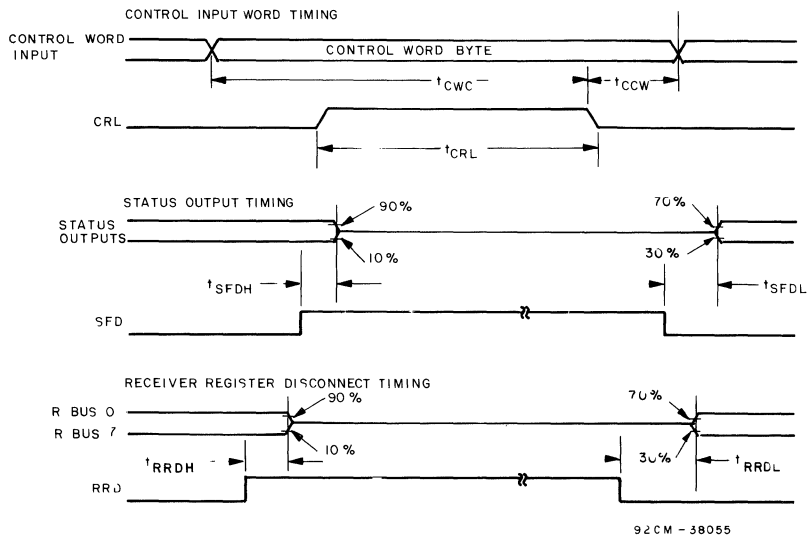 CONTROL INPUT WORD TIMING
CONTROL WORD INPUT
CONTROL WORD BYTE
tCWC
tCCW
CRL
tCRL
STATUS OUTPUT TIMING
90%
70%
STATUS OUTPUTS
10%
30%
tSFDH
tSFDL
SFD
RECEIVER REGISTER DISCONNECT TIMING
R BUS 0
90%
70%
R BUS 7
10%
30%
tRRDH
tRRDL
RRD
92CM-38055